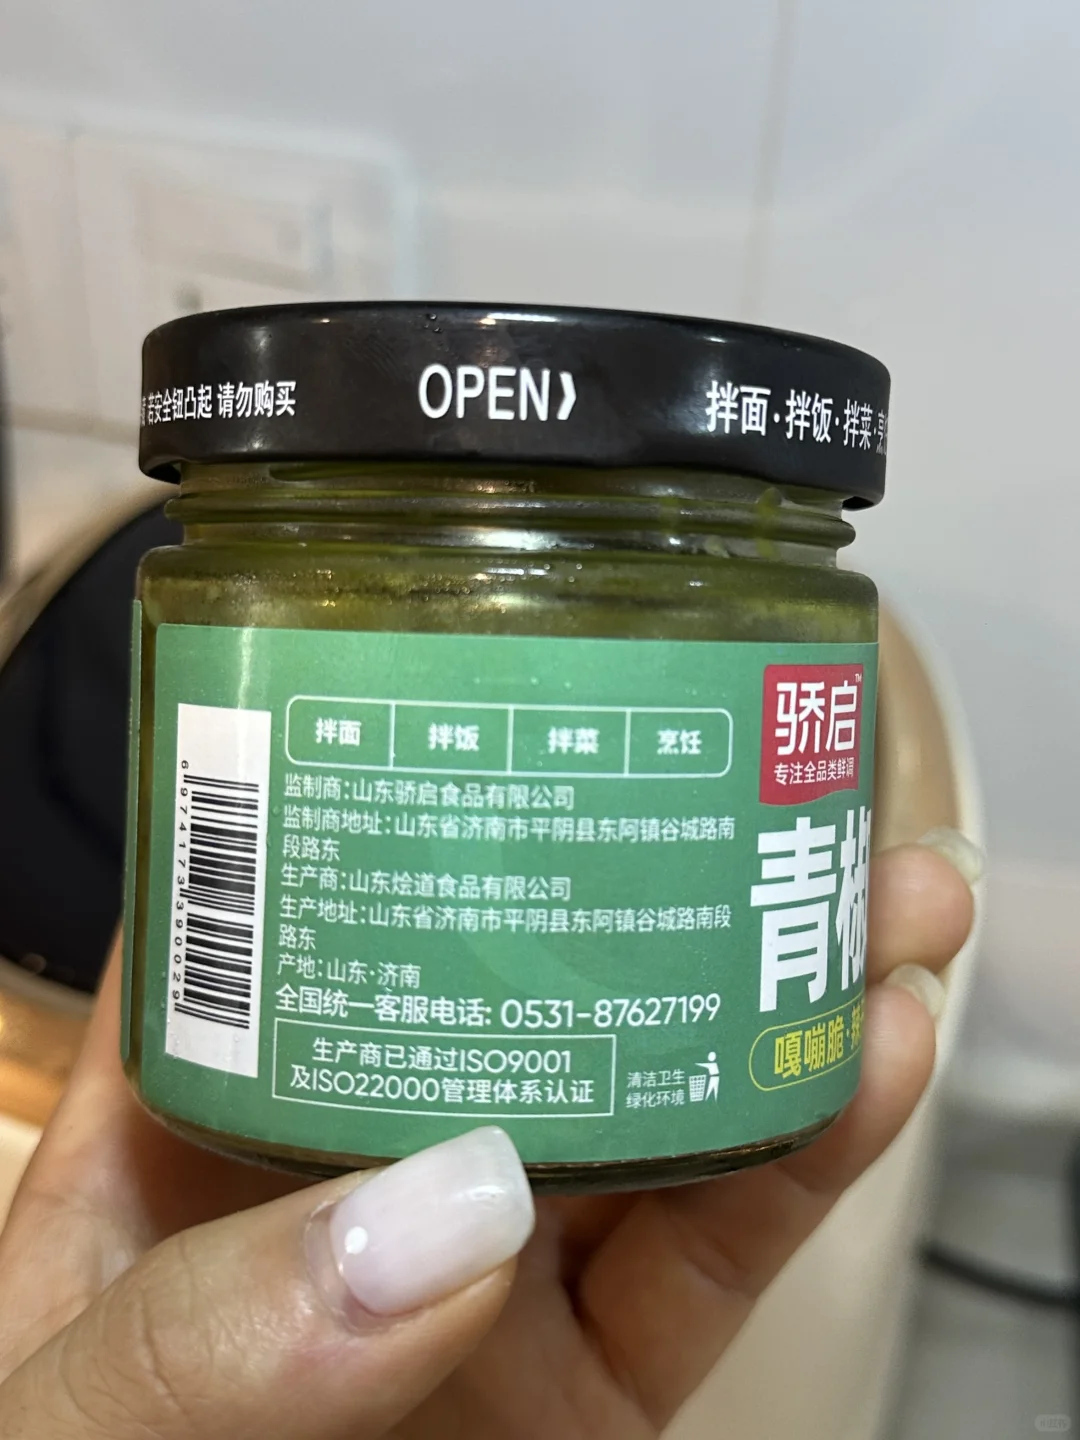 若安全钮凸起 请勿购买
OPEN›
拌面·拌饭·拌菜·烹
拌面 拌饭 拌菜 烹饪
监制商:山东骄启食品有限公司
监制商地址:山东省济南市平阴县东阿镇谷城路南
段路东
生产商:山东烩道食品有限公司
生产地址:山东省济南市平阴县东阿镇谷城路南段
路东
产地:山东·济南
全国统一客服电话: 0531-87627199
生产商已通过ISO9001
及ISO22000管理体系认证
清洁卫生
绿化环境
6 974173 390029
骄启™
专注全品类鲜调
青椒
嘎嘣脆·